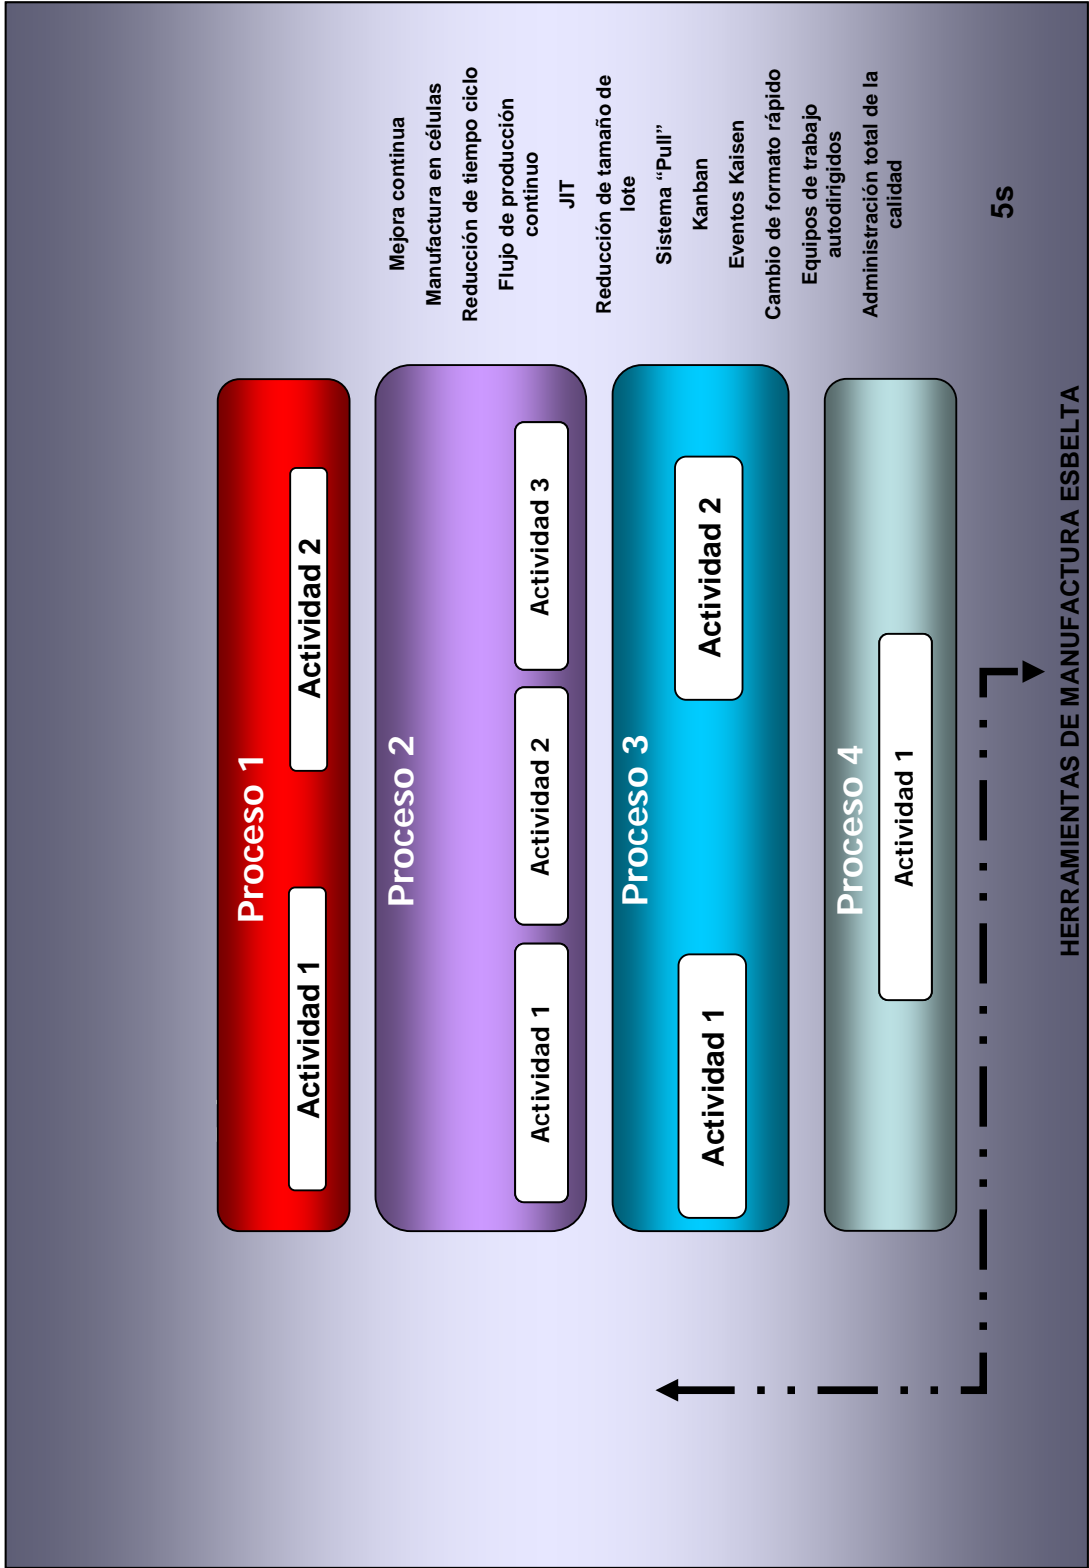 Proceso 1
Actividad 1
Actividad 2
Proceso 2
Actividad 1
Actividad 2
Actividad 3
Proceso 3
Actividad 1
Actividad 2
Proceso 4
Actividad 1
Mejora continua
Manufactura en células
Reducción de tiempo ciclo
Flujo de producción
continuo
JIT
Reducción de tamaño de
lote
Sistema “Pull”
Kanban
Eventos Kaisen
Cambio de formato rápido
Equipos de trabajo
autodirigidos
Administración total de la
calidad
5s
HERRAMIENTAS DE MANUFACTURA ESBELTA